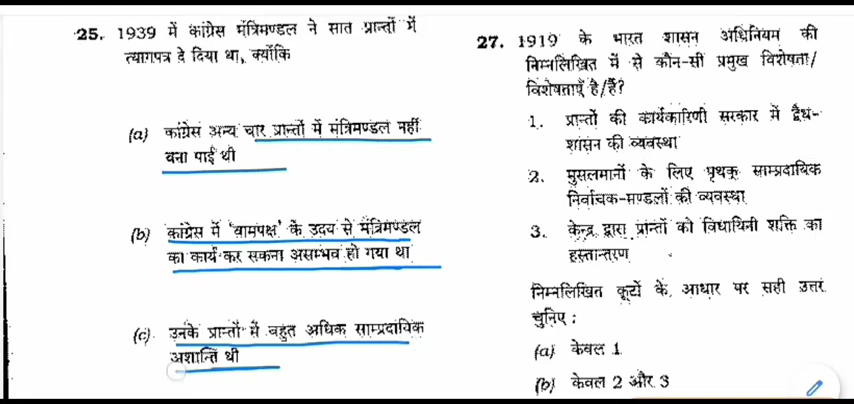 25. 1939 में कांग्रेस मंत्रिमण्डल ने सात प्रान्तों में
त्यागपत्र दे दिया था, क्योंकि
(a) कांग्रेस अन्य चार प्रान्तों में मंत्रिमण्डल नहीं
बना पाई थी
(b) कांग्रेस में 'वामपक्ष' के उदय से मंत्रिमण्डल
का कार्य कर सकना असम्भव हो गया था
(c) उनके प्रान्तों में बहुत अधिक साम्प्रदायिक
अशान्ति थी
27. 1919 के भारत शासन अधिनियम की
निम्नलिखित में से कौन-सी प्रमुख विशेषता/
विशेषताएँ है/हैं?
1. प्रान्तों की कार्यकारिणी सरकार में द्वैध-
शासन की व्यवस्था
2. मुसलमानों के लिए पृथक् साम्प्रदायिक
निर्वाचक-मण्डलों की व्यवस्था
3. केन्द्र द्वारा प्रान्तों को विधायिनी शक्ति का
हस्तान्तरण
निम्नलिखित कूटों के आधार पर सही उत्तर
चुनिए :
(a) केवल 1
(b) केवल 2 और 3